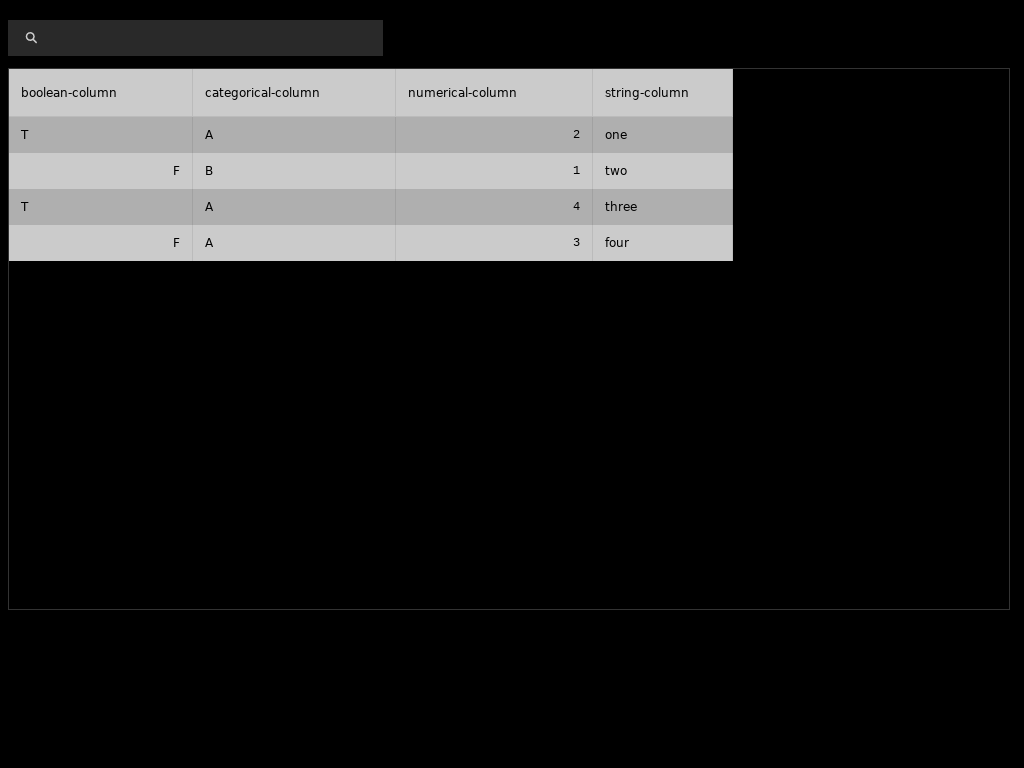 boolean-column categorical-column numerical-column string-column
T A 2 one
F B 1 two
T A 4 three
F A 3 four